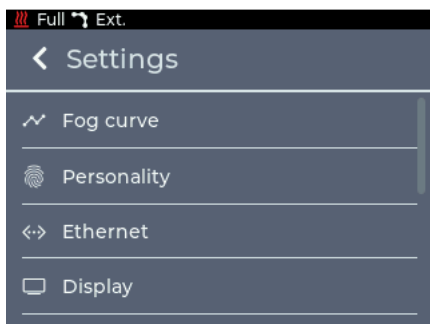 Full Ext.
Settings
Fog curve
Personality
Ethernet
Display